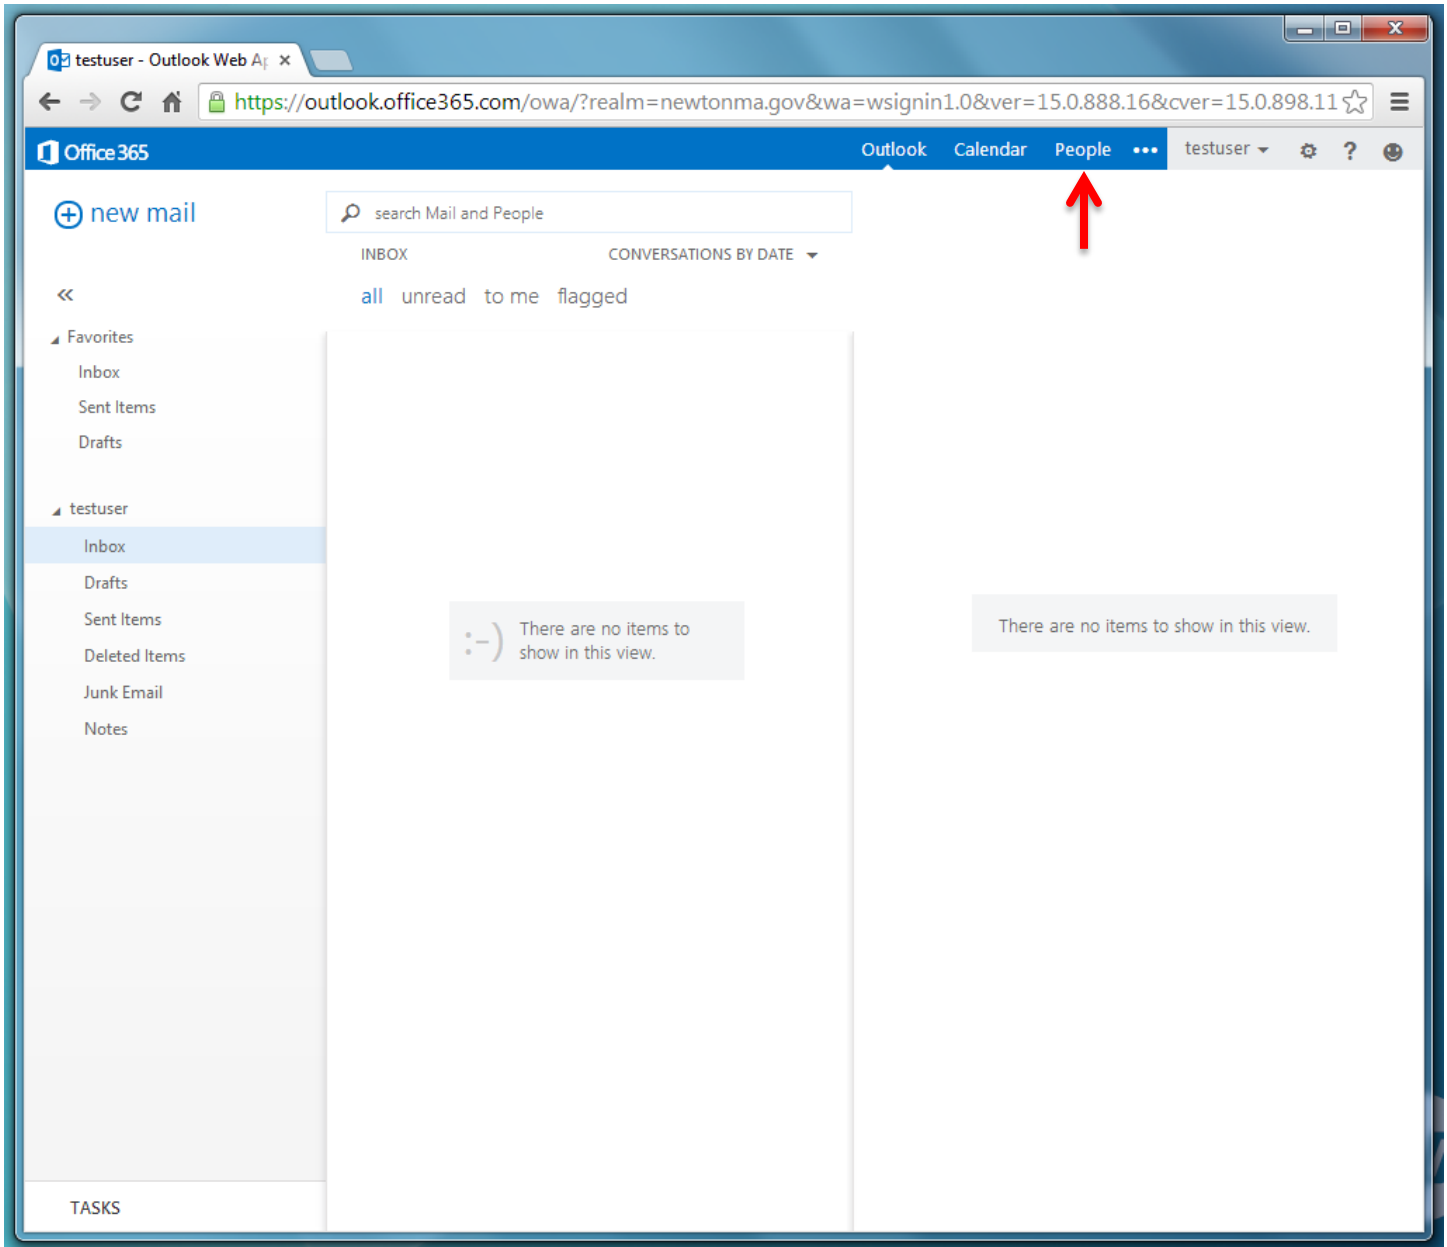 testuser - Outlook Web Ap
https://outlook.office365.com/owa/?realm=newtonma.gov&wa=wsignin1.0&ver=15.0.888.16&cver=15.0.898.11
Office 365
Outlook Calendar People ••• testuser ?
new mail
search Mail and People
INBOX CONVERSATIONS BY DATE
all unread to me flagged
Favorites
Inbox
Sent Items
Drafts
testuser
Inbox
Drafts
Sent Items
Deleted Items
Junk Email
Notes
:-) There are no items to
show in this view.
There are no items to show in this view.
TASKS